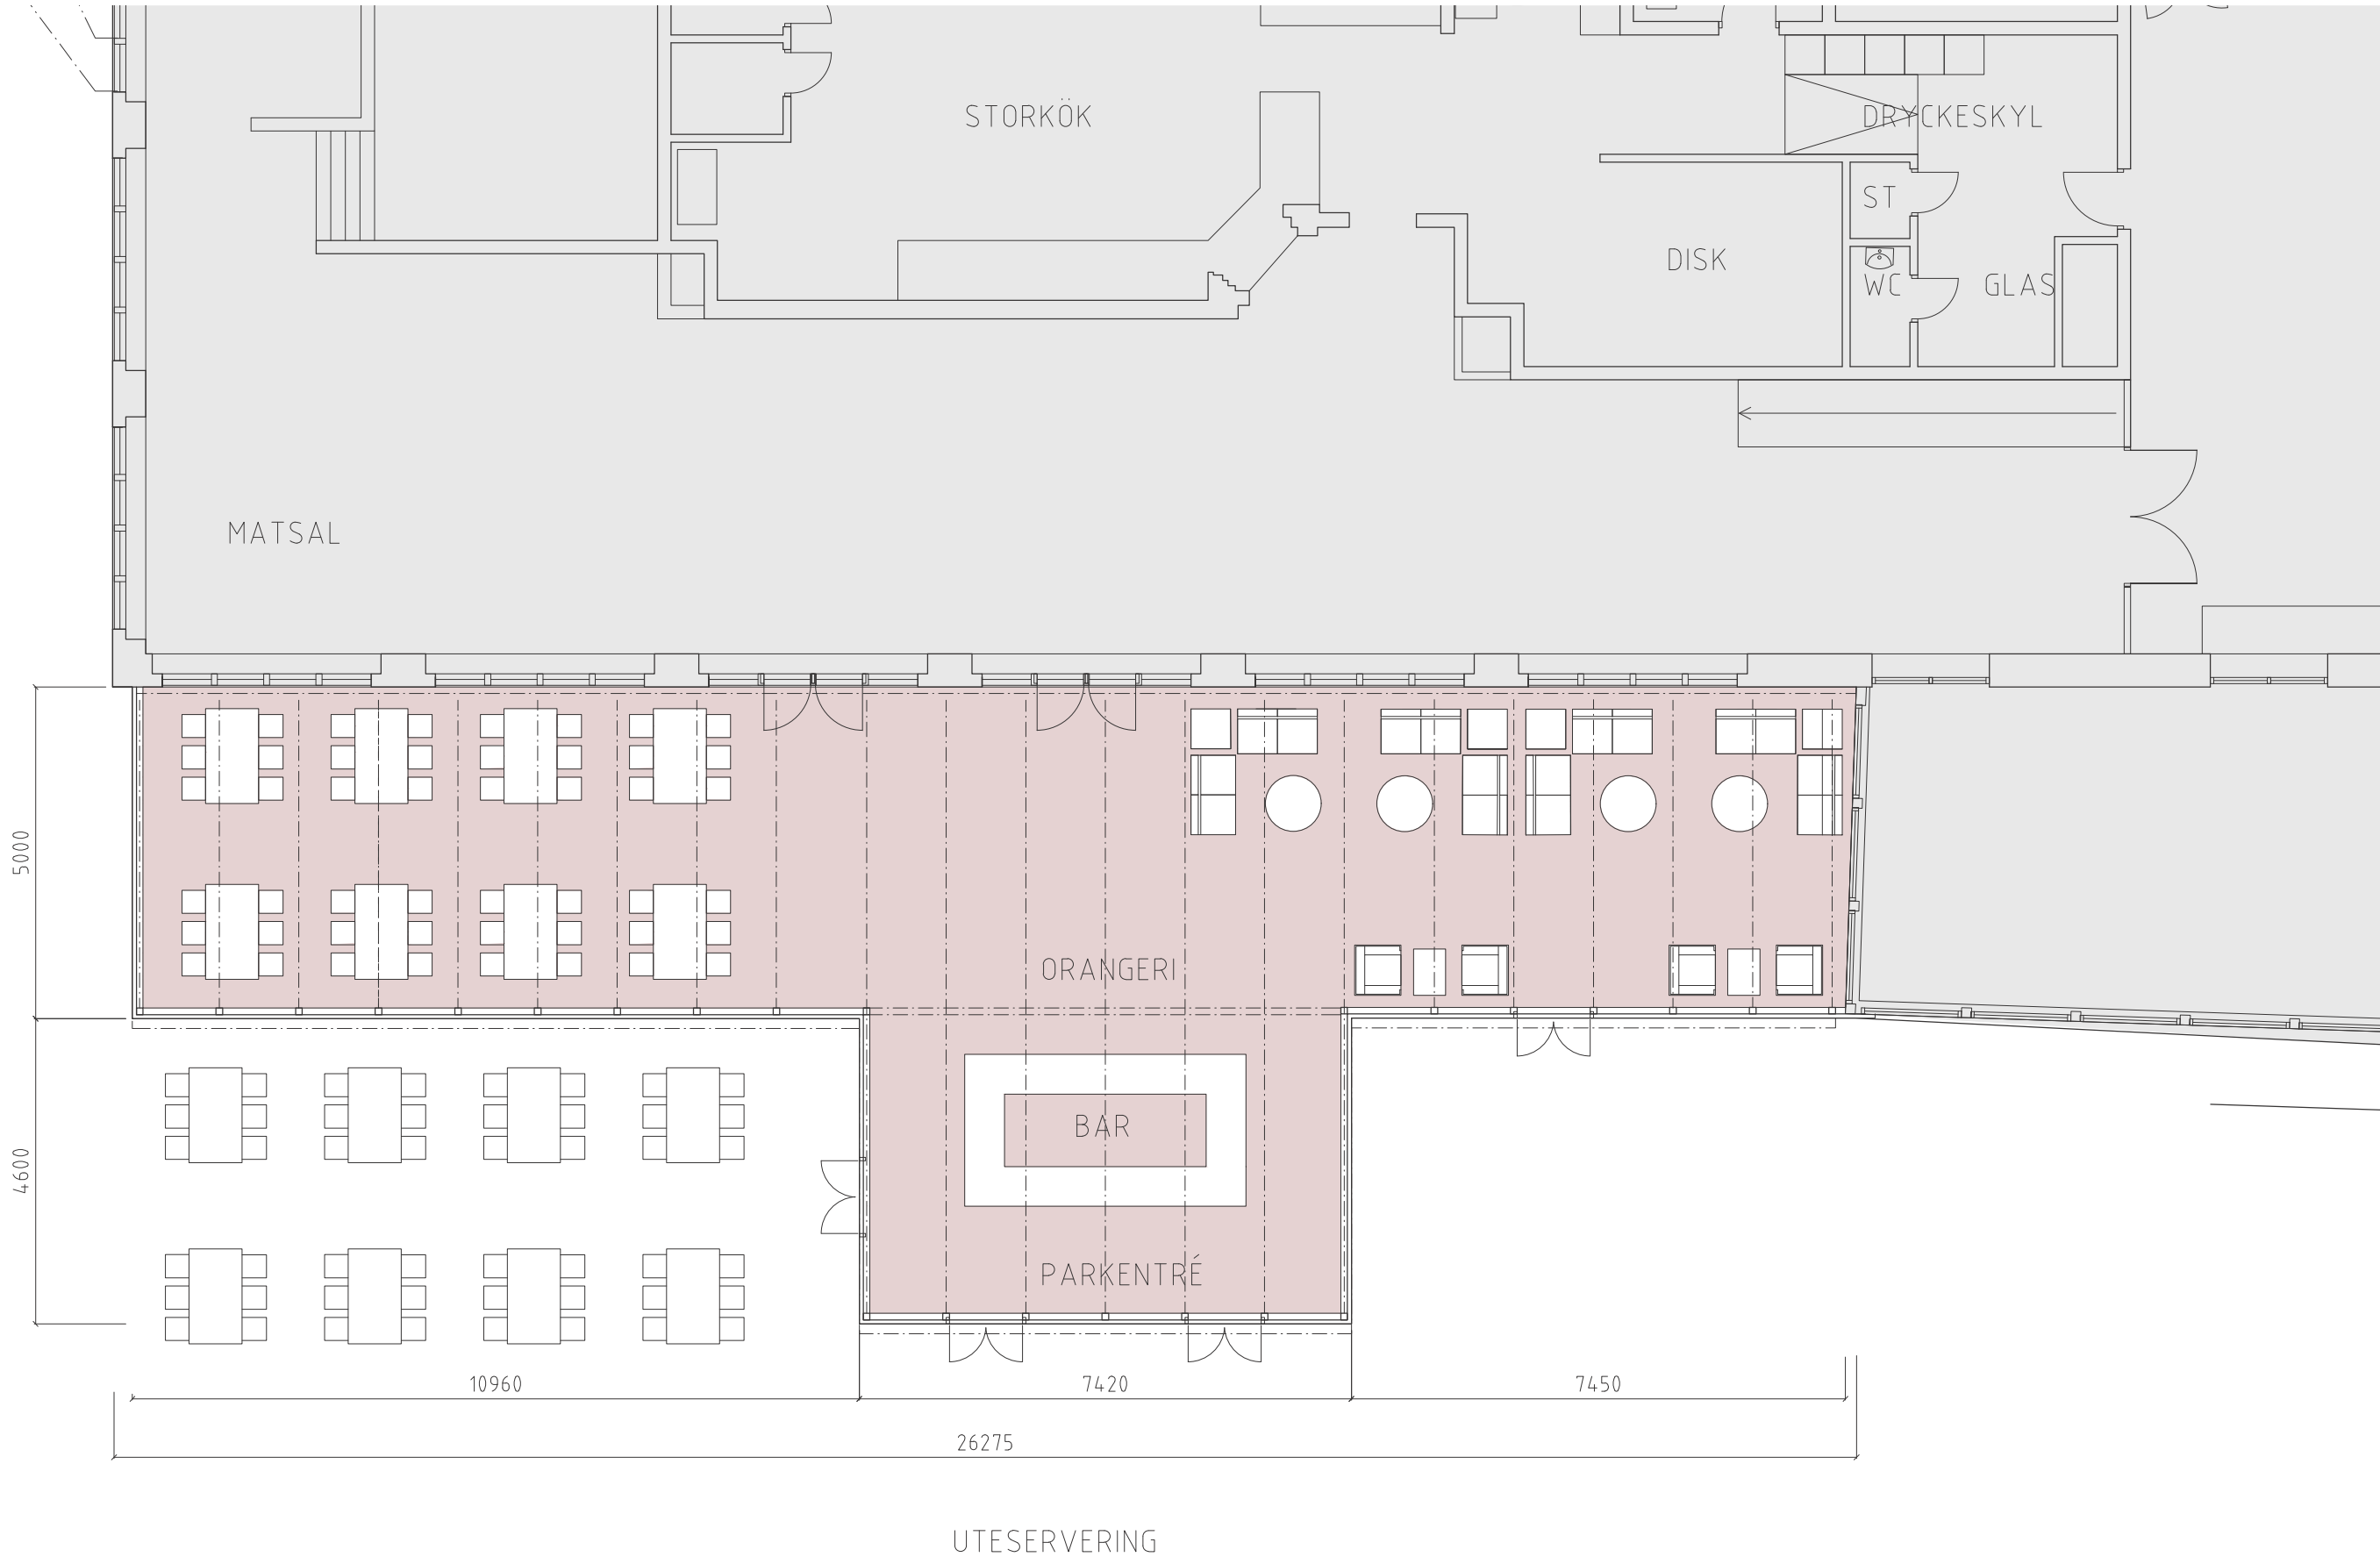 STORKÖK
DRYCKESKYL
ST
DISK
WC
GLAS
MATSAL
5000
ORANGERI
BAR
4600
PARKENTRÉ
10960
7420
7450
26275
UTESERVERING